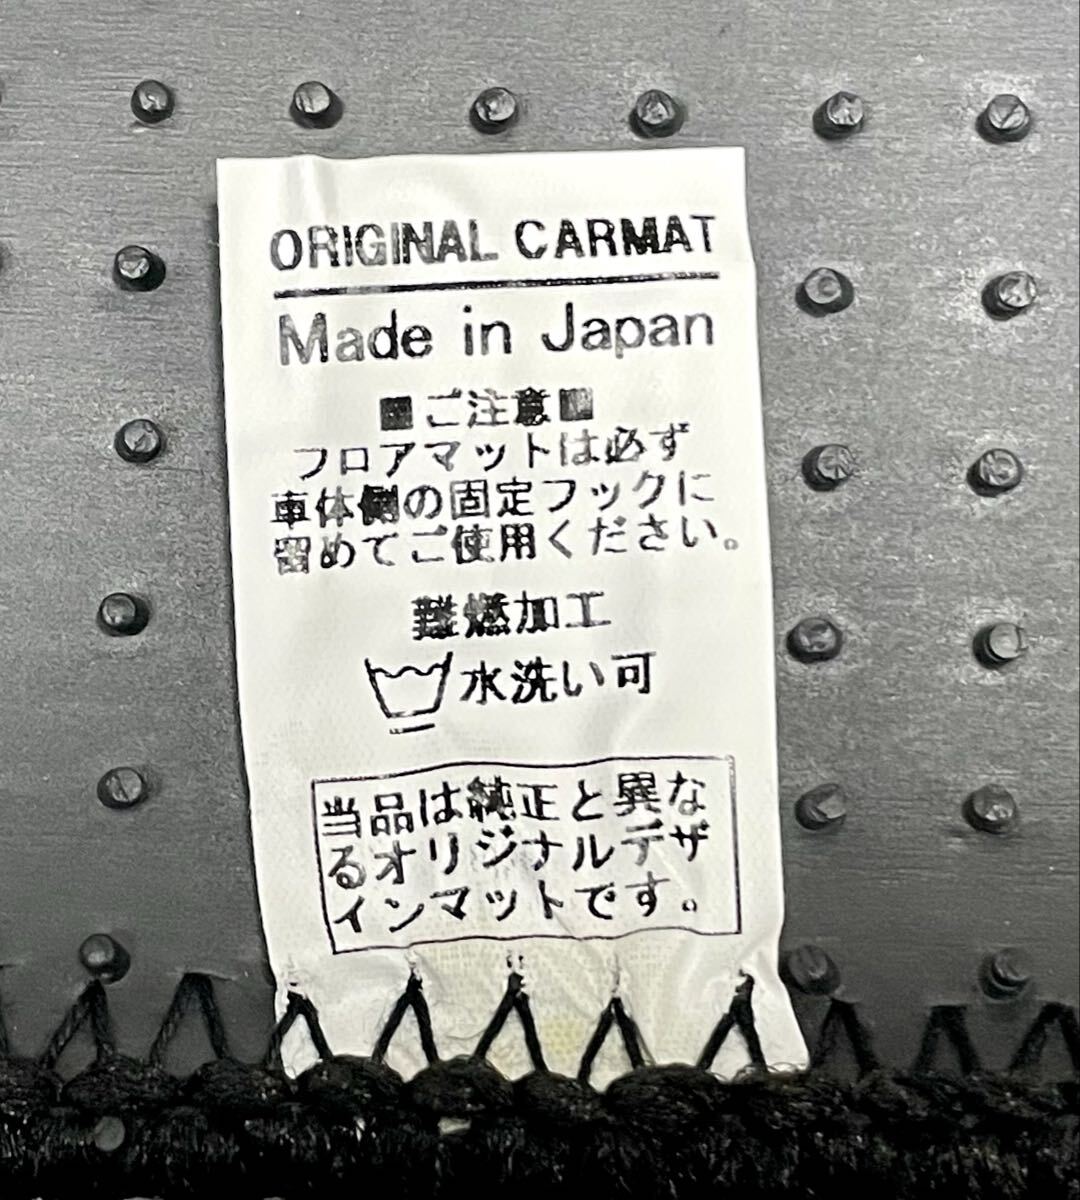 ORIGINAL CARMAT
Made in Japan
■ご注意■
フロアマットは必ず
車体側の固定フックに
留めてご使用ください。
難燃加工
水洗い可
当品は純正と異な
るオリジナルデザ
インマットです。